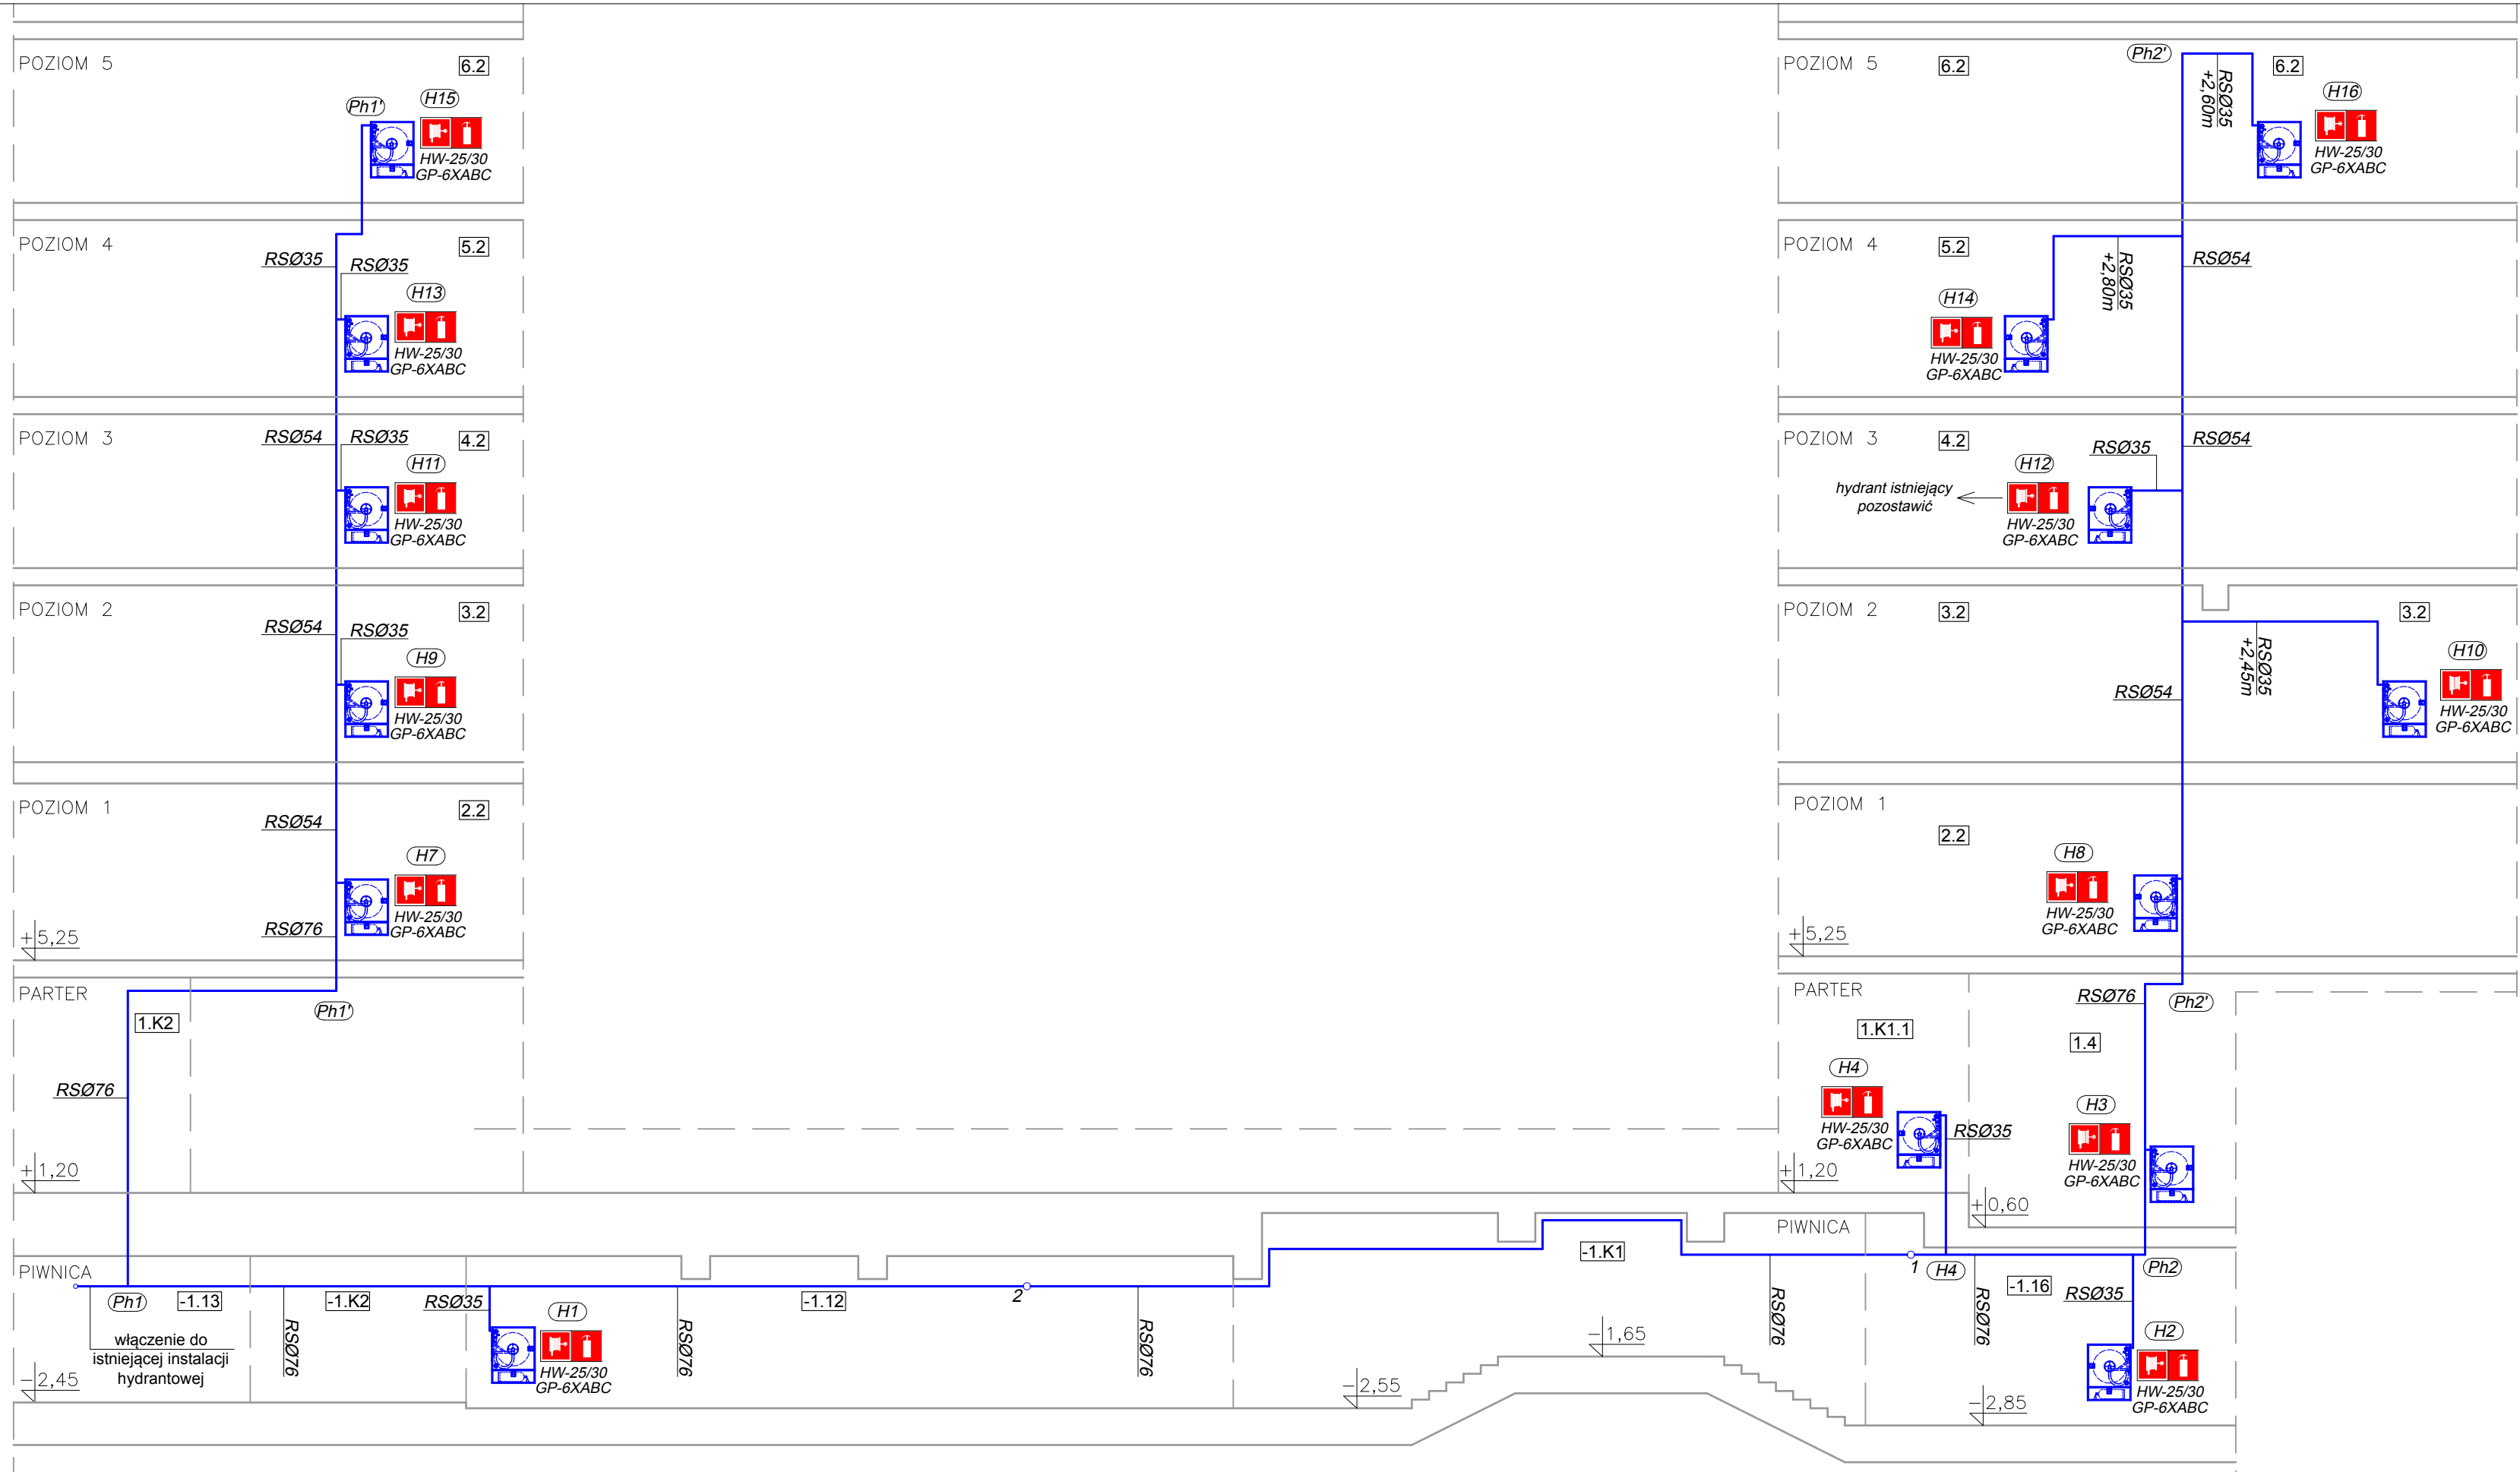 POZIOM 5
6.2
Ph1'
H15
HW-25/30
GP-6XABC
POZIOM 4
5.2
RSØ35
RSØ35
H13
HW-25/30
GP-6XABC
POZIOM 3
RSØ54
RSØ35
4.2
H11
HW-25/30
GP-6XABC
POZIOM 2
3.2
RSØ54
RSØ35
H9
HW-25/30
GP-6XABC
POZIOM 1
2.2
RSØ54
H7
HW-25/30
GP-6XABC
RSØ76
+5,25
PARTER
Ph1'
1.K2
RSØ76
+1,20
PIWNICA
Ph1
-1.13
-1.K2
RSØ35
H1
HW-25/30
GP-6XABC
włączenie do
istniejącej instalacji
hydrantowej
-2,45
RSØ76
RSØ76
-1.12
2
RSØ76
-2,55
-1.K1
-1,65
POZIOM 5
6.2
Ph2'
RSØ35
+2,60m
6.2
H16
HW-25/30
GP-6XABC
POZIOM 4
5.2
RSØ35
+2,80m
RSØ54
H14
HW-25/30
GP-6XABC
POZIOM 3
4.2
RSØ35
RSØ54
H12
hydrant istniejący
pozostawić
HW-25/30
GP-6XABC
POZIOM 2
3.2
3.2
RSØ35
+2,45m
H10
RSØ54
HW-25/30
GP-6XABC
POZIOM 1
2.2
H8
HW-25/30
GP-6XABC
+5,25
PARTER
RSØ76
Ph2'
1.K1.1
1.4
H4
HW-25/30
GP-6XABC
RSØ35
H3
HW-25/30
GP-6XABC
+1,20
+0,60
PIWNICA
1
H4
Ph2
RSØ76
RSØ76
-1.16
RSØ35
H2
HW-25/30
GP-6XABC
-2,85